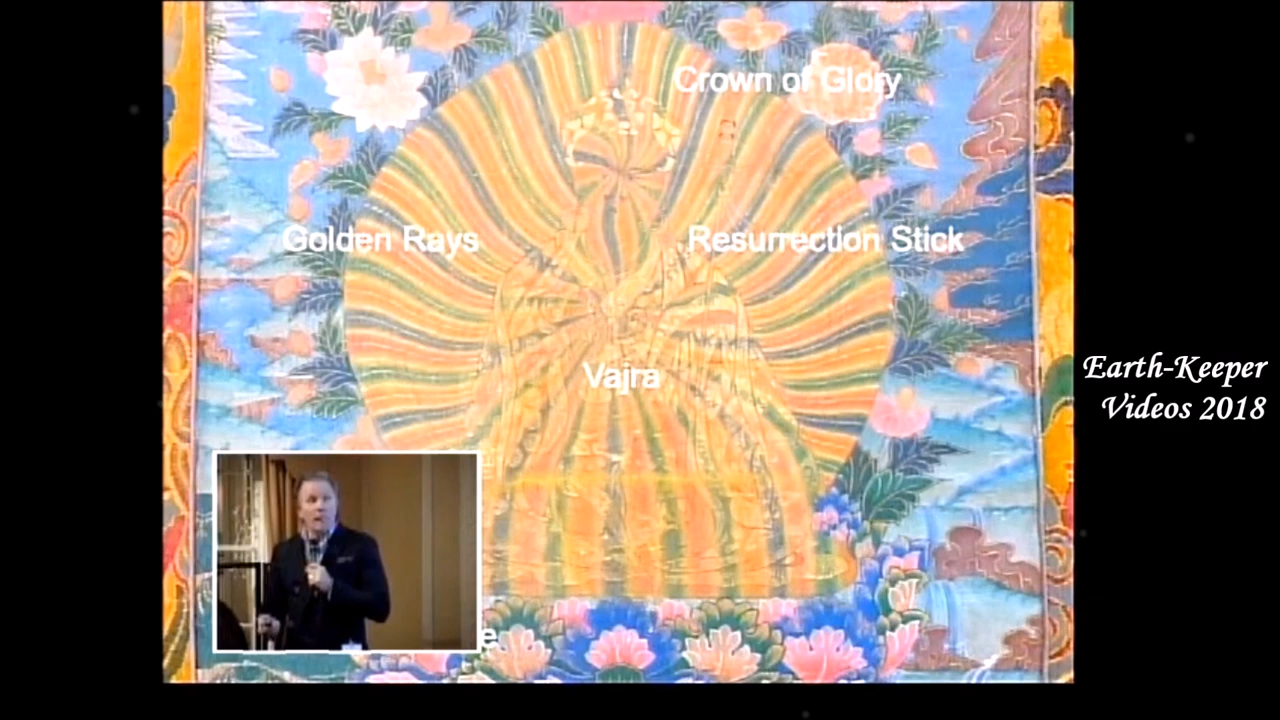 Crown of Glory
Golden Rays
Resurrection Stick
Vajra
Earth-Keeper
Videos 2018